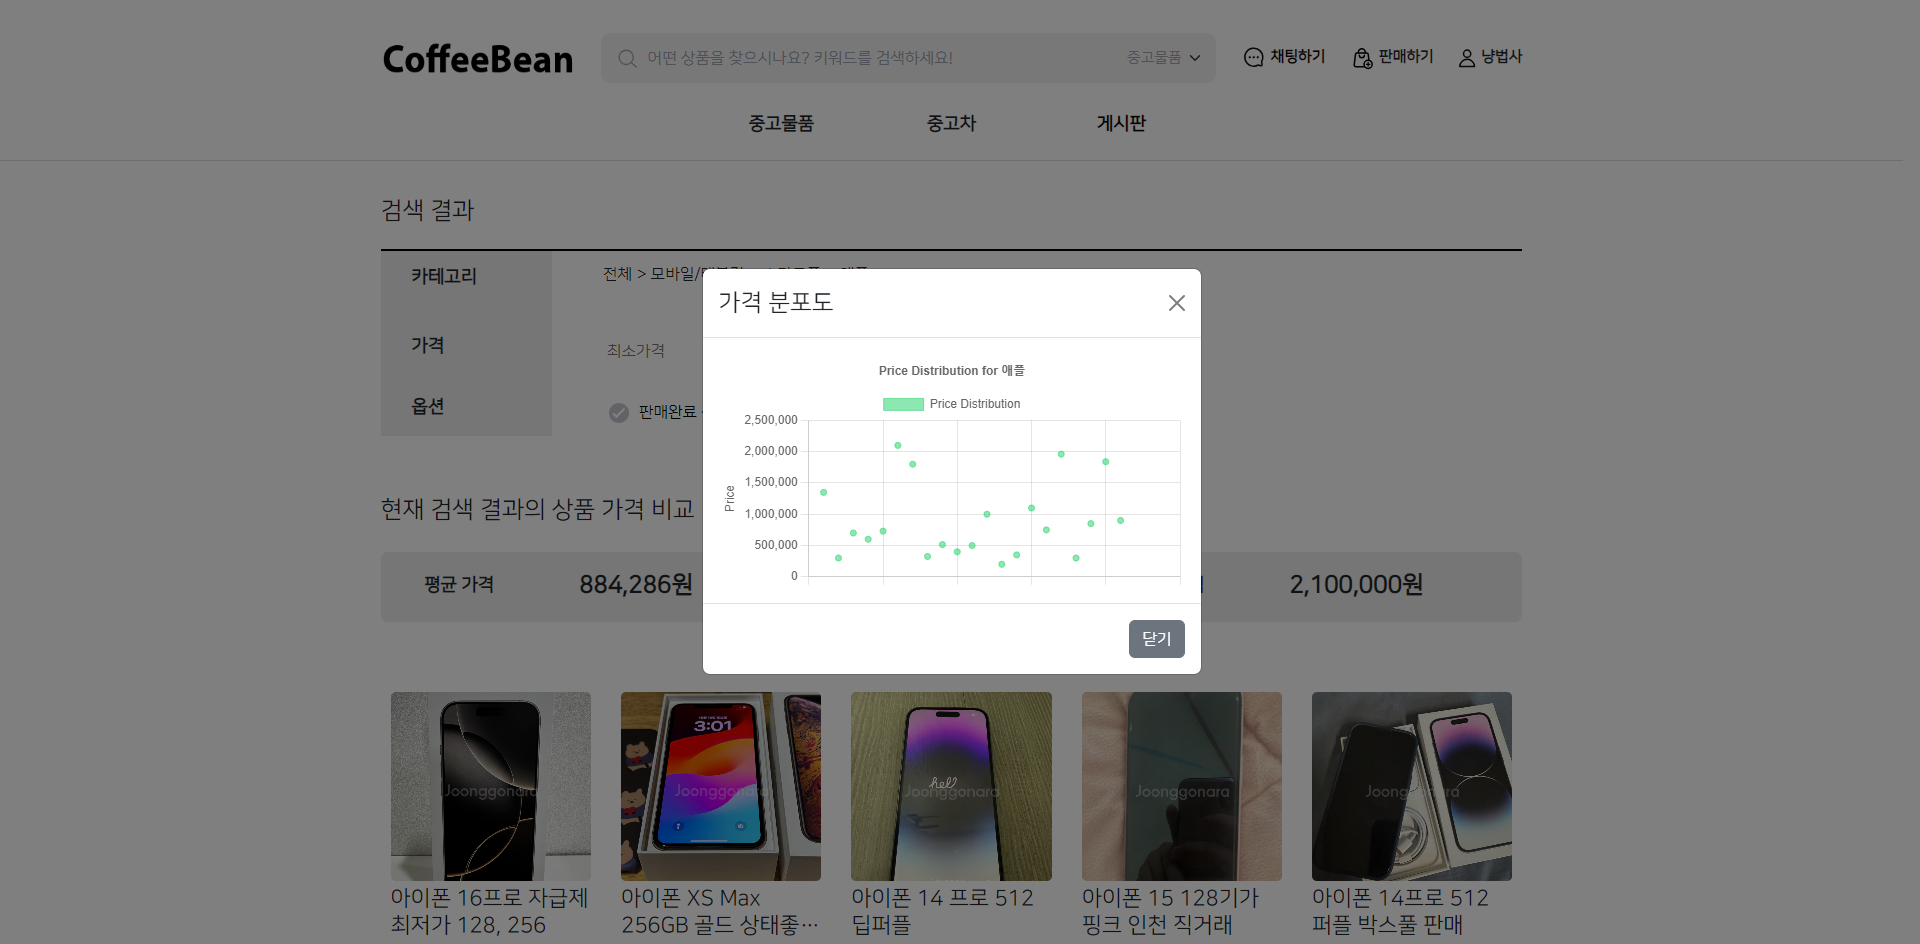 CoffeeBean
어떤 상품을 찾으시나요? 키워드를 검색하세요!
중고물품
채팅하기
판매하기
냥법사
중고물품
중고차
게시판
검색 결과
카테고리
전체 > 모바일/
가격
최소가격
옵션
판매완료
가격 분포도
Price Distribution for 애플
Price Distribution
2,500,000
2,000,000
1,500,000
1,000,000
500,000
0
Price
닫기
현재 검색 결과의 상품 가격 비교
평균 가격
884,286원
2,100,000원
3:01
hello
Joonggonara
Joonggonara
Joonggonara
Joonggonara
Joonggonara
아이폰 16프로 자급제
최저가 128, 256
아이폰 XS Max
256GB 골드 상태좋…
아이폰 14 프로 512
딥퍼플
아이폰 15 128기가
핑크 인천 직거래
아이폰 14프로 512
퍼플 박스풀 판매